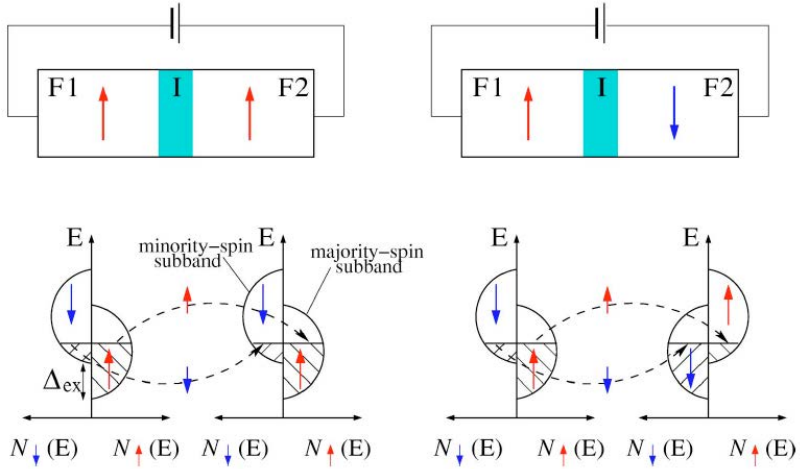 F1 I F2
F1 I F2
E
minority-spin
subband
E
majority-spin
subband
Δex
N↓(E) N↑(E) N↓(E) N↑(E)
E
E
N↓(E) N↑(E) N↓(E) N↑(E)